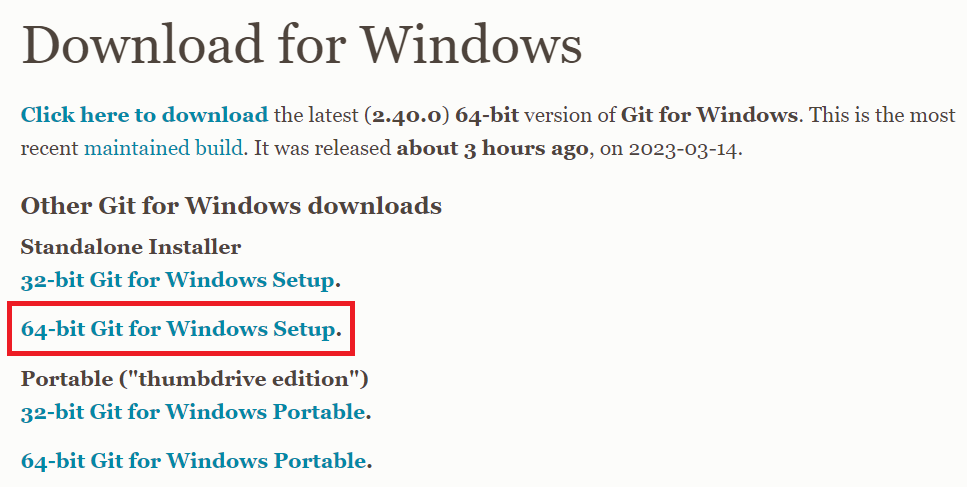 Download for Windows
Click here to download the latest (2.40.0) 64-bit version of Git for Windows. This is the most
recent maintained build. It was released about 3 hours ago, on 2023-03-14.
Other Git for Windows downloads
Standalone Installer
32-bit Git for Windows Setup.
64-bit Git for Windows Setup.
Portable ("thumbdrive edition")
32-bit Git for Windows Portable.
64-bit Git for Windows Portable.